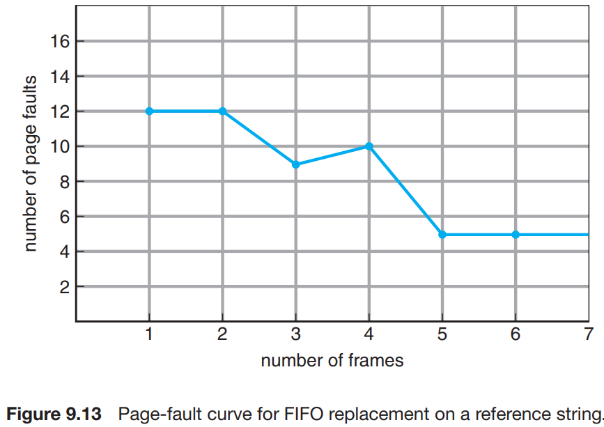 number of page faults
16
14
12
10
8
6
4
2
1 2 3 4 5 6 7
number of frames
Figure 9.13 Page-fault curve for FIFO replacement on a reference string.